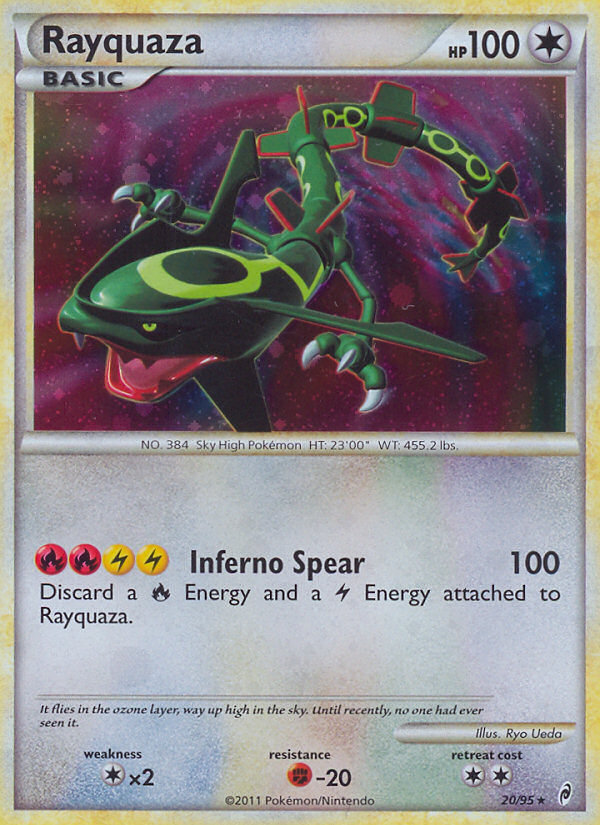 Rayquaza
HP 100
BASIC
NO. 384 Sky High Pokémon HT: 23'00" WT: 455.2 lbs.
Inferno Spear 100
Discard a Energy and a Energy attached to
Rayquaza.
It flies in the ozone layer, way up high in the sky. Until recently, no one had ever
seen it.
Illus. Ryo Ueda
weakness resistance retreat cost
×2 -20
©2011 Pokémon/Nintendo 20/95 ★